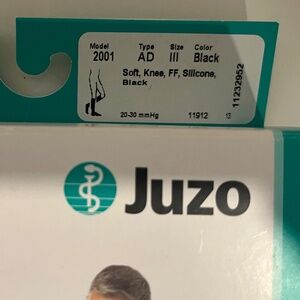 Model Type Size Color
2001 AD III Black
Soft, Knee, FF, Silicone,
Black
20-30 mmHg 11912
11232952
Juzo